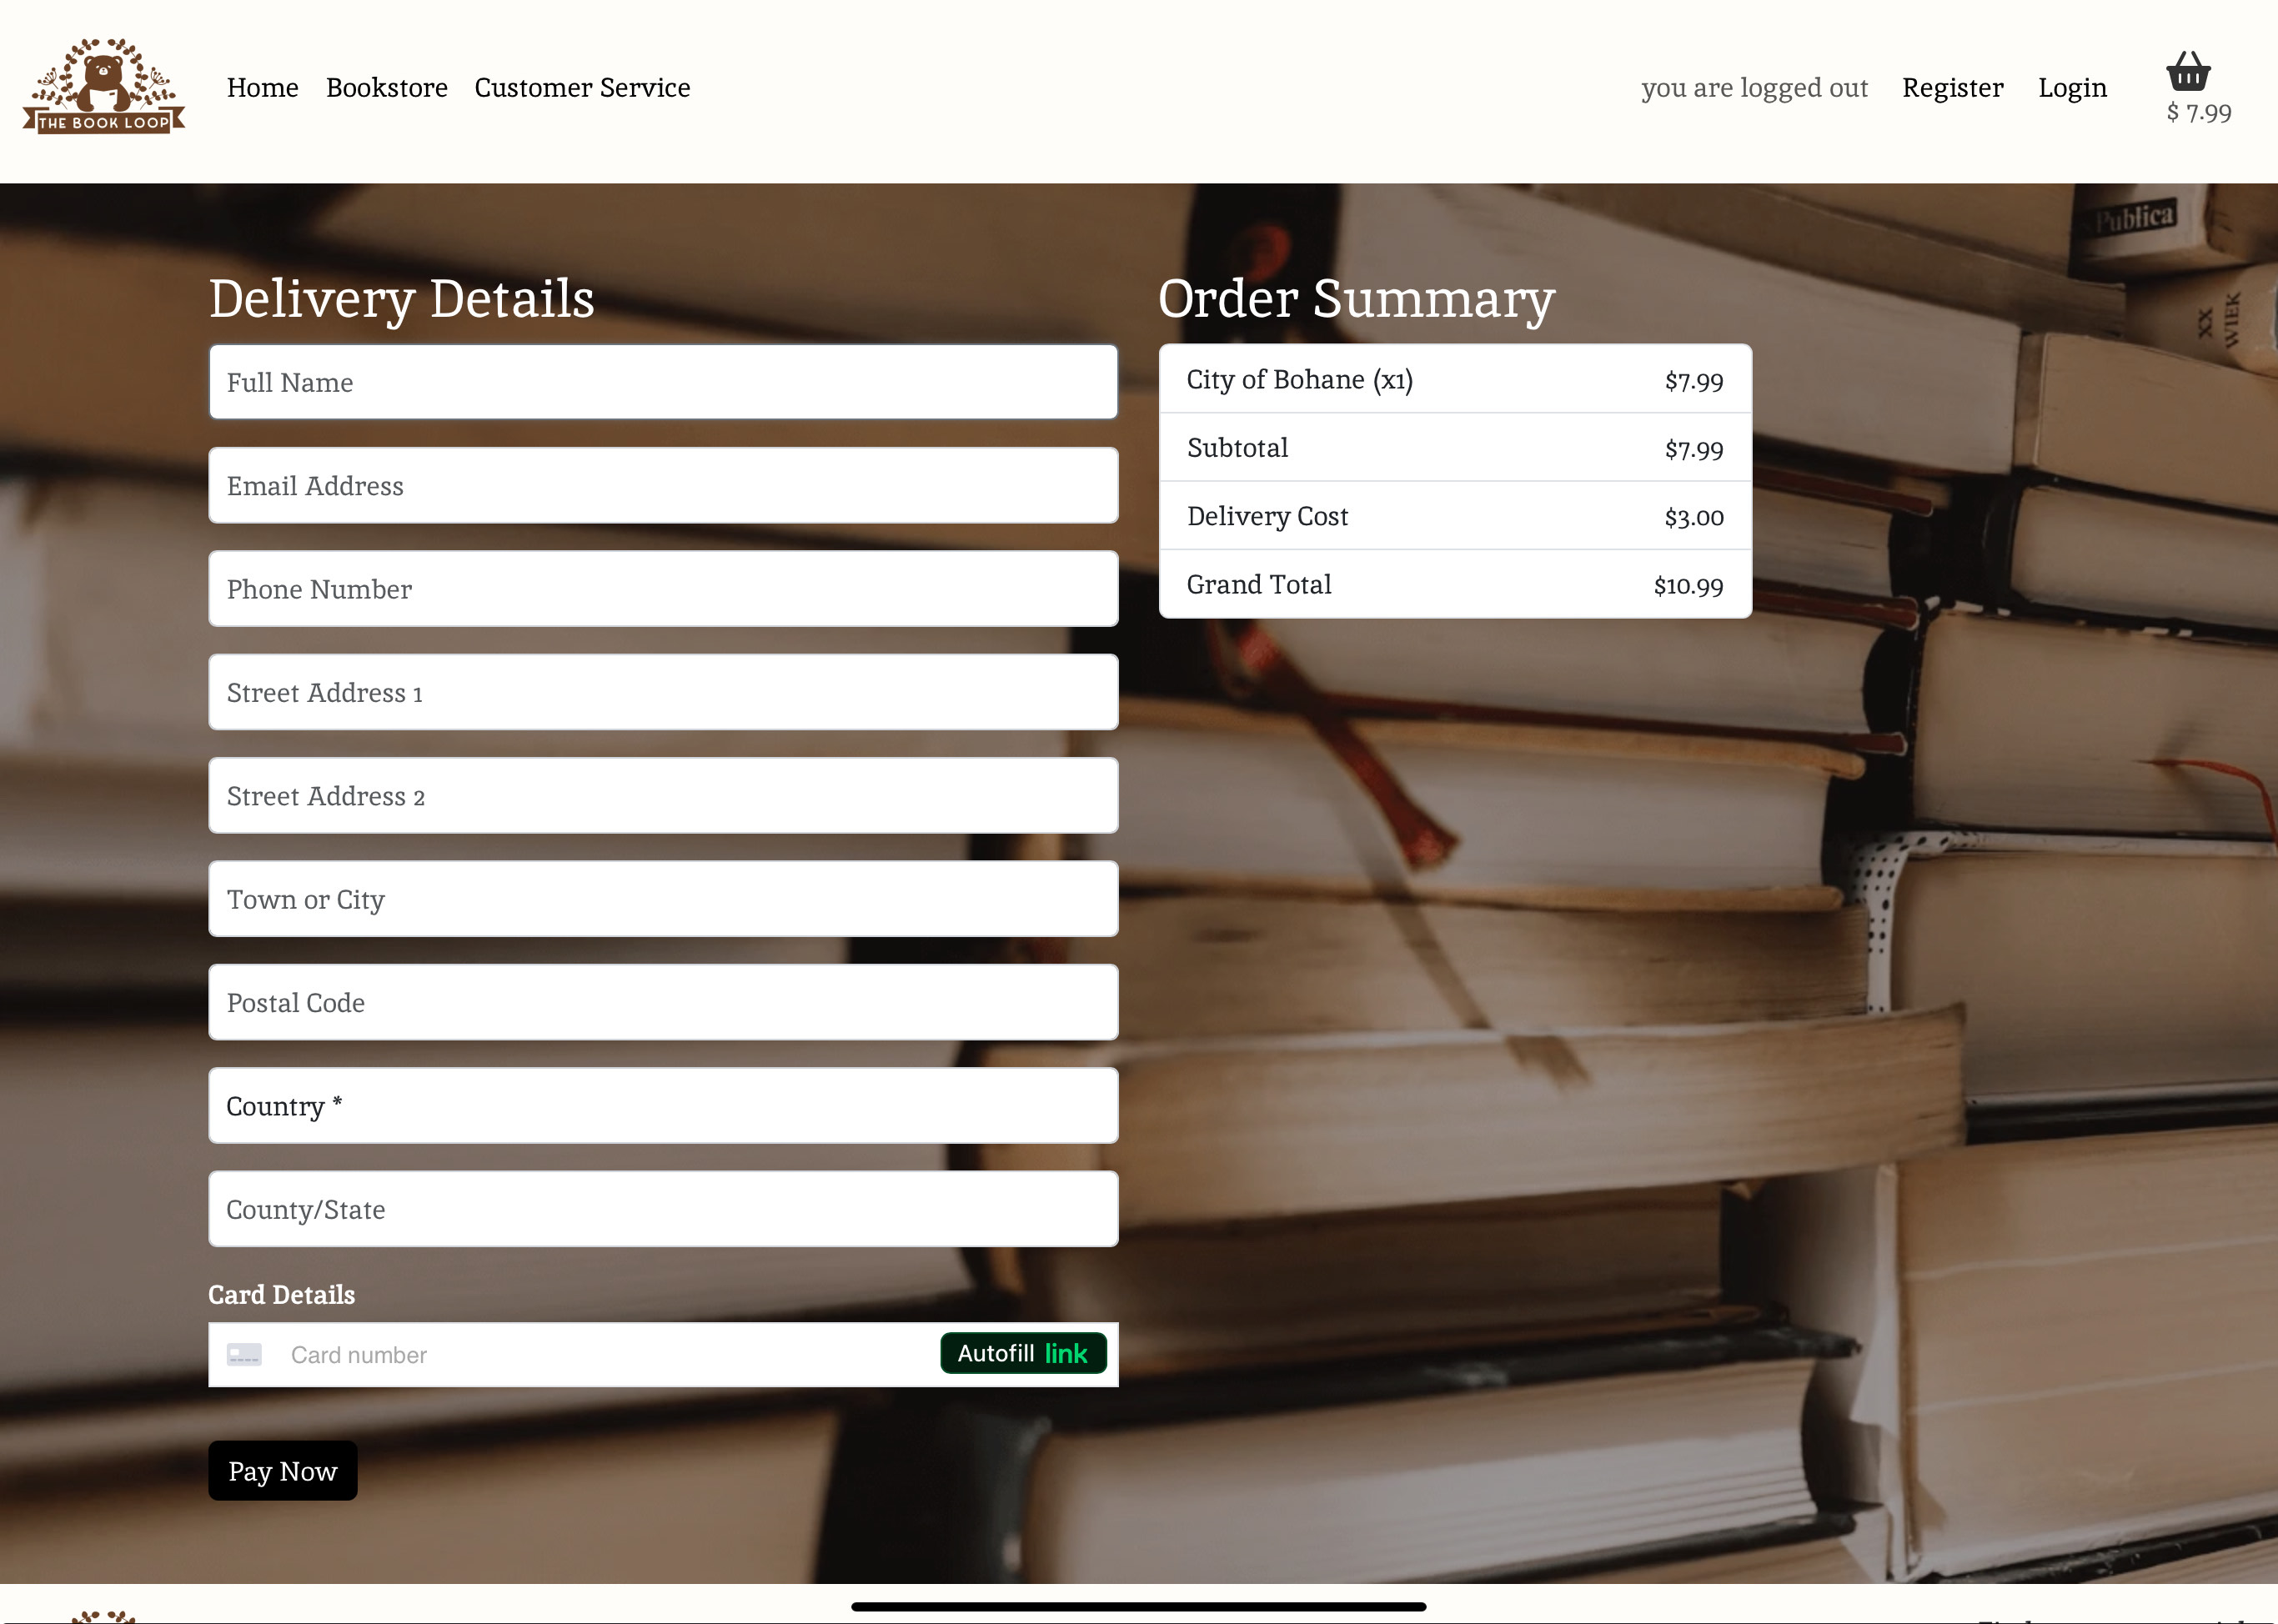 THE BOOK LOOP
Home Bookstore Customer Service
you are logged out Register Login
$ 7.99
Publica
XX
WIEK
Delivery Details
Full Name
Email Address
Phone Number
Street Address 1
Street Address 2
Town or City
Postal Code
Country *
County/State
Card Details
Card number
Autofill link
Pay Now
Order Summary
City of Bohane (x1) $7.99
Subtotal $7.99
Delivery Cost $3.00
Grand Total $10.99